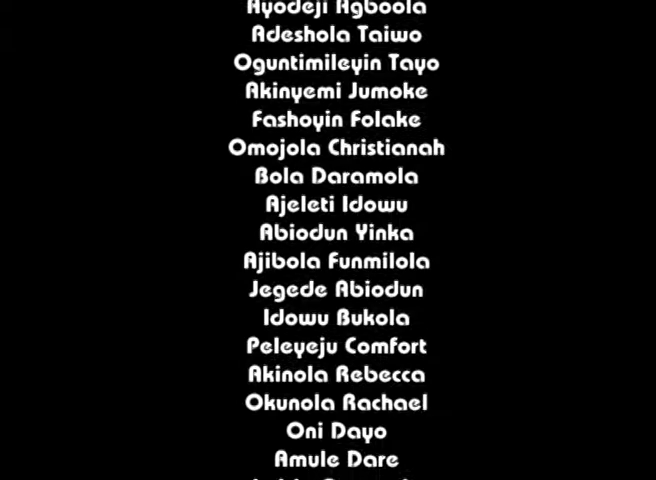 Ayodeji Agboola
Adeshola Taiwo
Oguntimileyin Tayo
Akinyemi Jumoke
Fashoyin Folake
Omojola Christianah
Bola Daramola
Ajeleti Idowu
Abiodun Yinka
Ajibola Funmilola
Jegede Abiodun
Idowu Bukola
Peleyeju Comfort
Akinola Rebecca
Okunola Rachael
Oni Dayo
Amule Dare